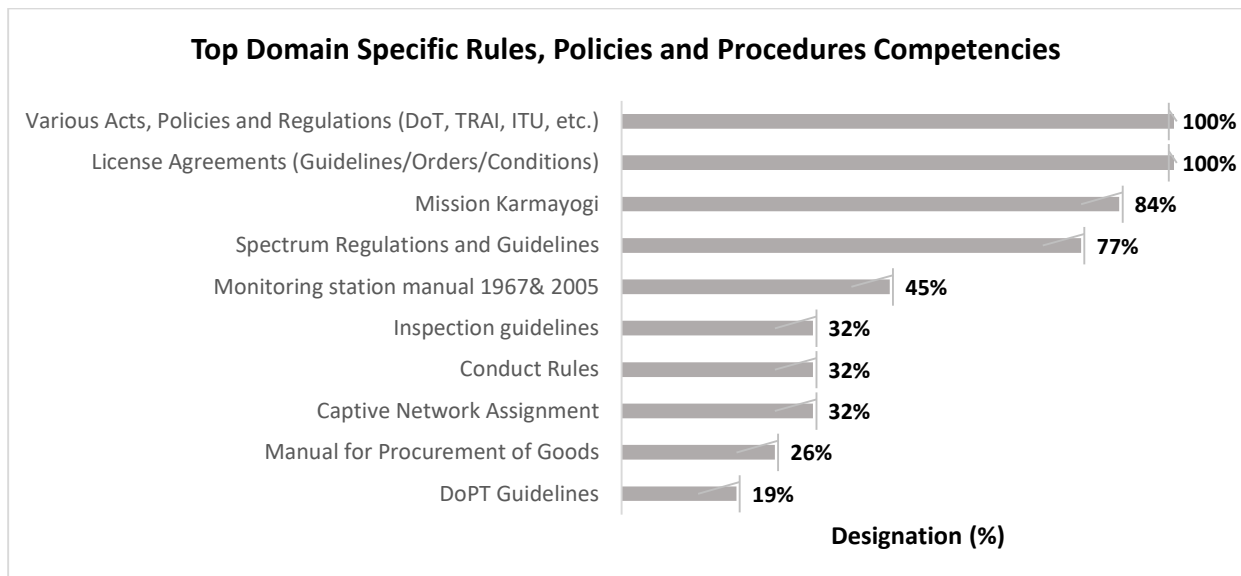 Top Domain Specific Rules, Policies and Procedures Competencies
Various Acts, Policies and Regulations (DoT, TRAI, ITU, etc.) 100%
License Agreements (Guidelines/Orders/Conditions) 100%
Mission Karmayogi 84%
Spectrum Regulations and Guidelines 77%
Monitoring station manual 1967& 2005 45%
Inspection guidelines 32%
Conduct Rules 32%
Captive Network Assignment 32%
Manual for Procurement of Goods 26%
DoPT Guidelines 19%
Designation (%)